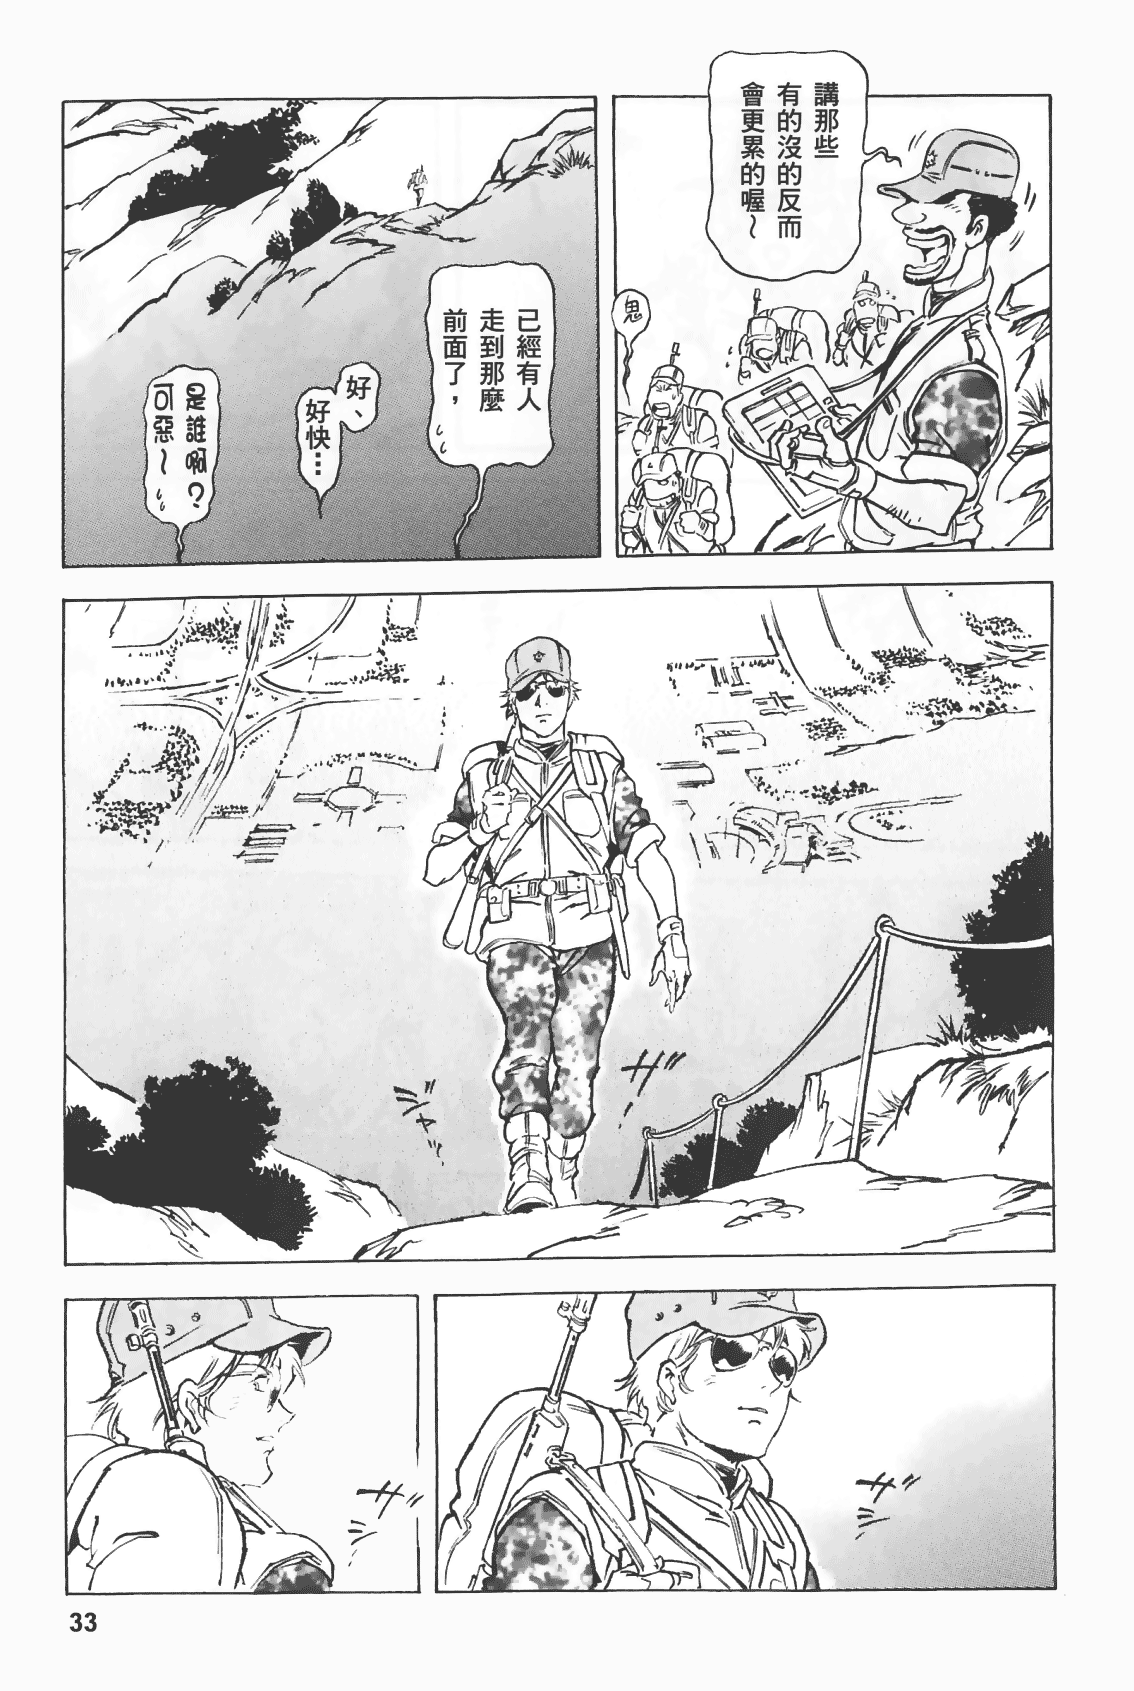 講那些
有的沒的反而
會更累的喔～
鬼
已經有人
走到那麼
前面了，
好、
好快…
是誰啊？
可惡～
ザッ
ジャ
ザッ
ザッ
33